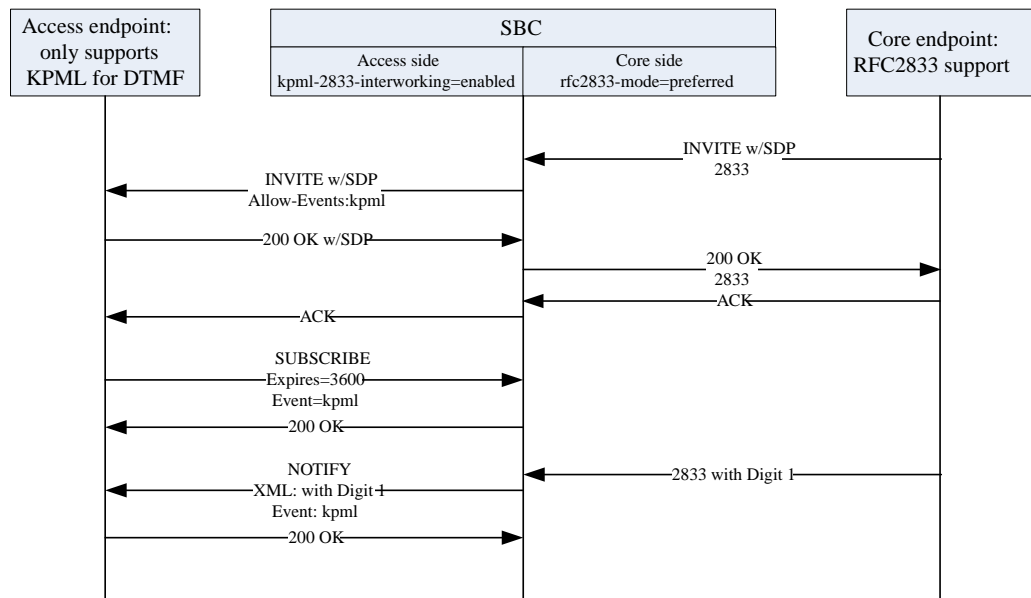 Access endpoint:
only supports
KPML for DTMF
SBC
Access side
kpml-2833-interworking=enabled
Core side
rfc2833-mode=preferred
Core endpoint:
RFC2833 support
INVITE w/SDP
2833
INVITE w/SDP
Allow-Events:kpml
200 OK w/SDP
200 OK
2833
ACK
ACK
SUBSCRIBE
Expires=3600
Event=kpml
200 OK
2833 with Digit 1
NOTIFY
XML: with Digit 1
Event: kpml
200 OK